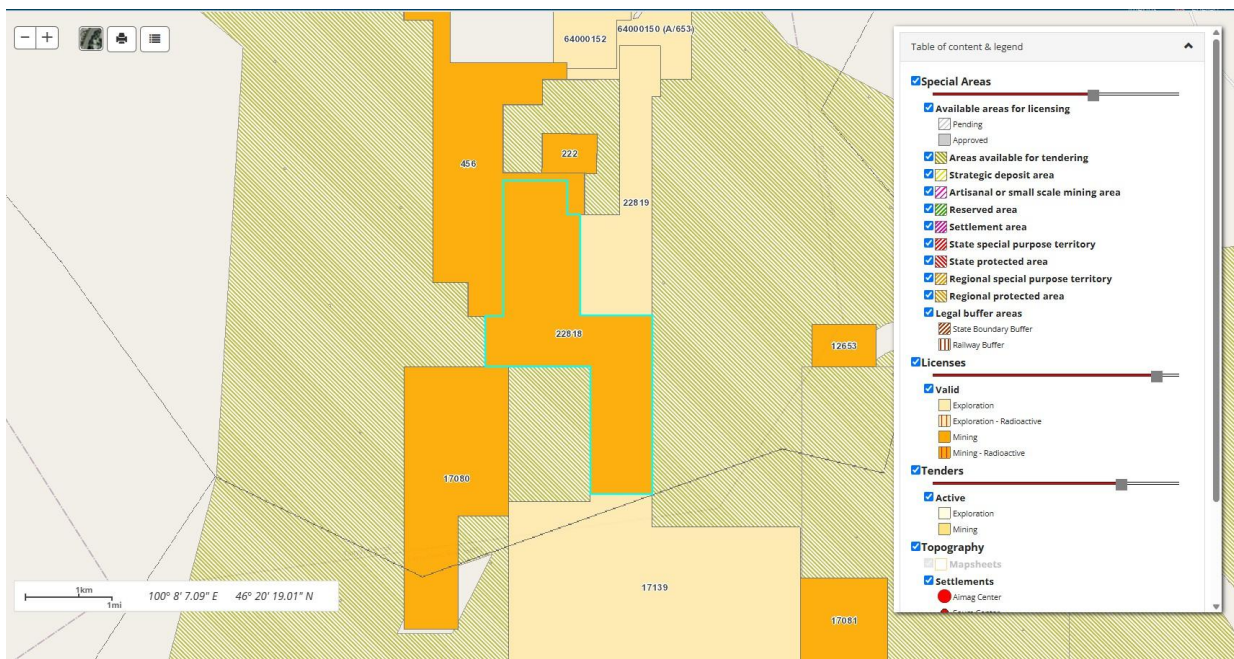 64000152
64000150 (A/653)
456
222
22819
22818
12653
17080
17139
17081
1km
1mi
100° 8' 7.09" E 46° 20' 19.01" N
Table of content & legend
Special Areas
Available areas for licensing
Pending
Approved
Areas available for tendering
Strategic deposit area
Artisanal or small scale mining area
Reserved area
Settlement area
State special purpose territory
State protected area
Regional special purpose territory
Regional protected area
Legal buffer areas
State Boundary Buffer
Railway Buffer
Licenses
Valid
Exploration
Exploration - Radioactive
Mining
Mining - Radioactive
Tenders
Active
Exploration
Mining
Topography
Mapsheets
Settlements
Aimag Center